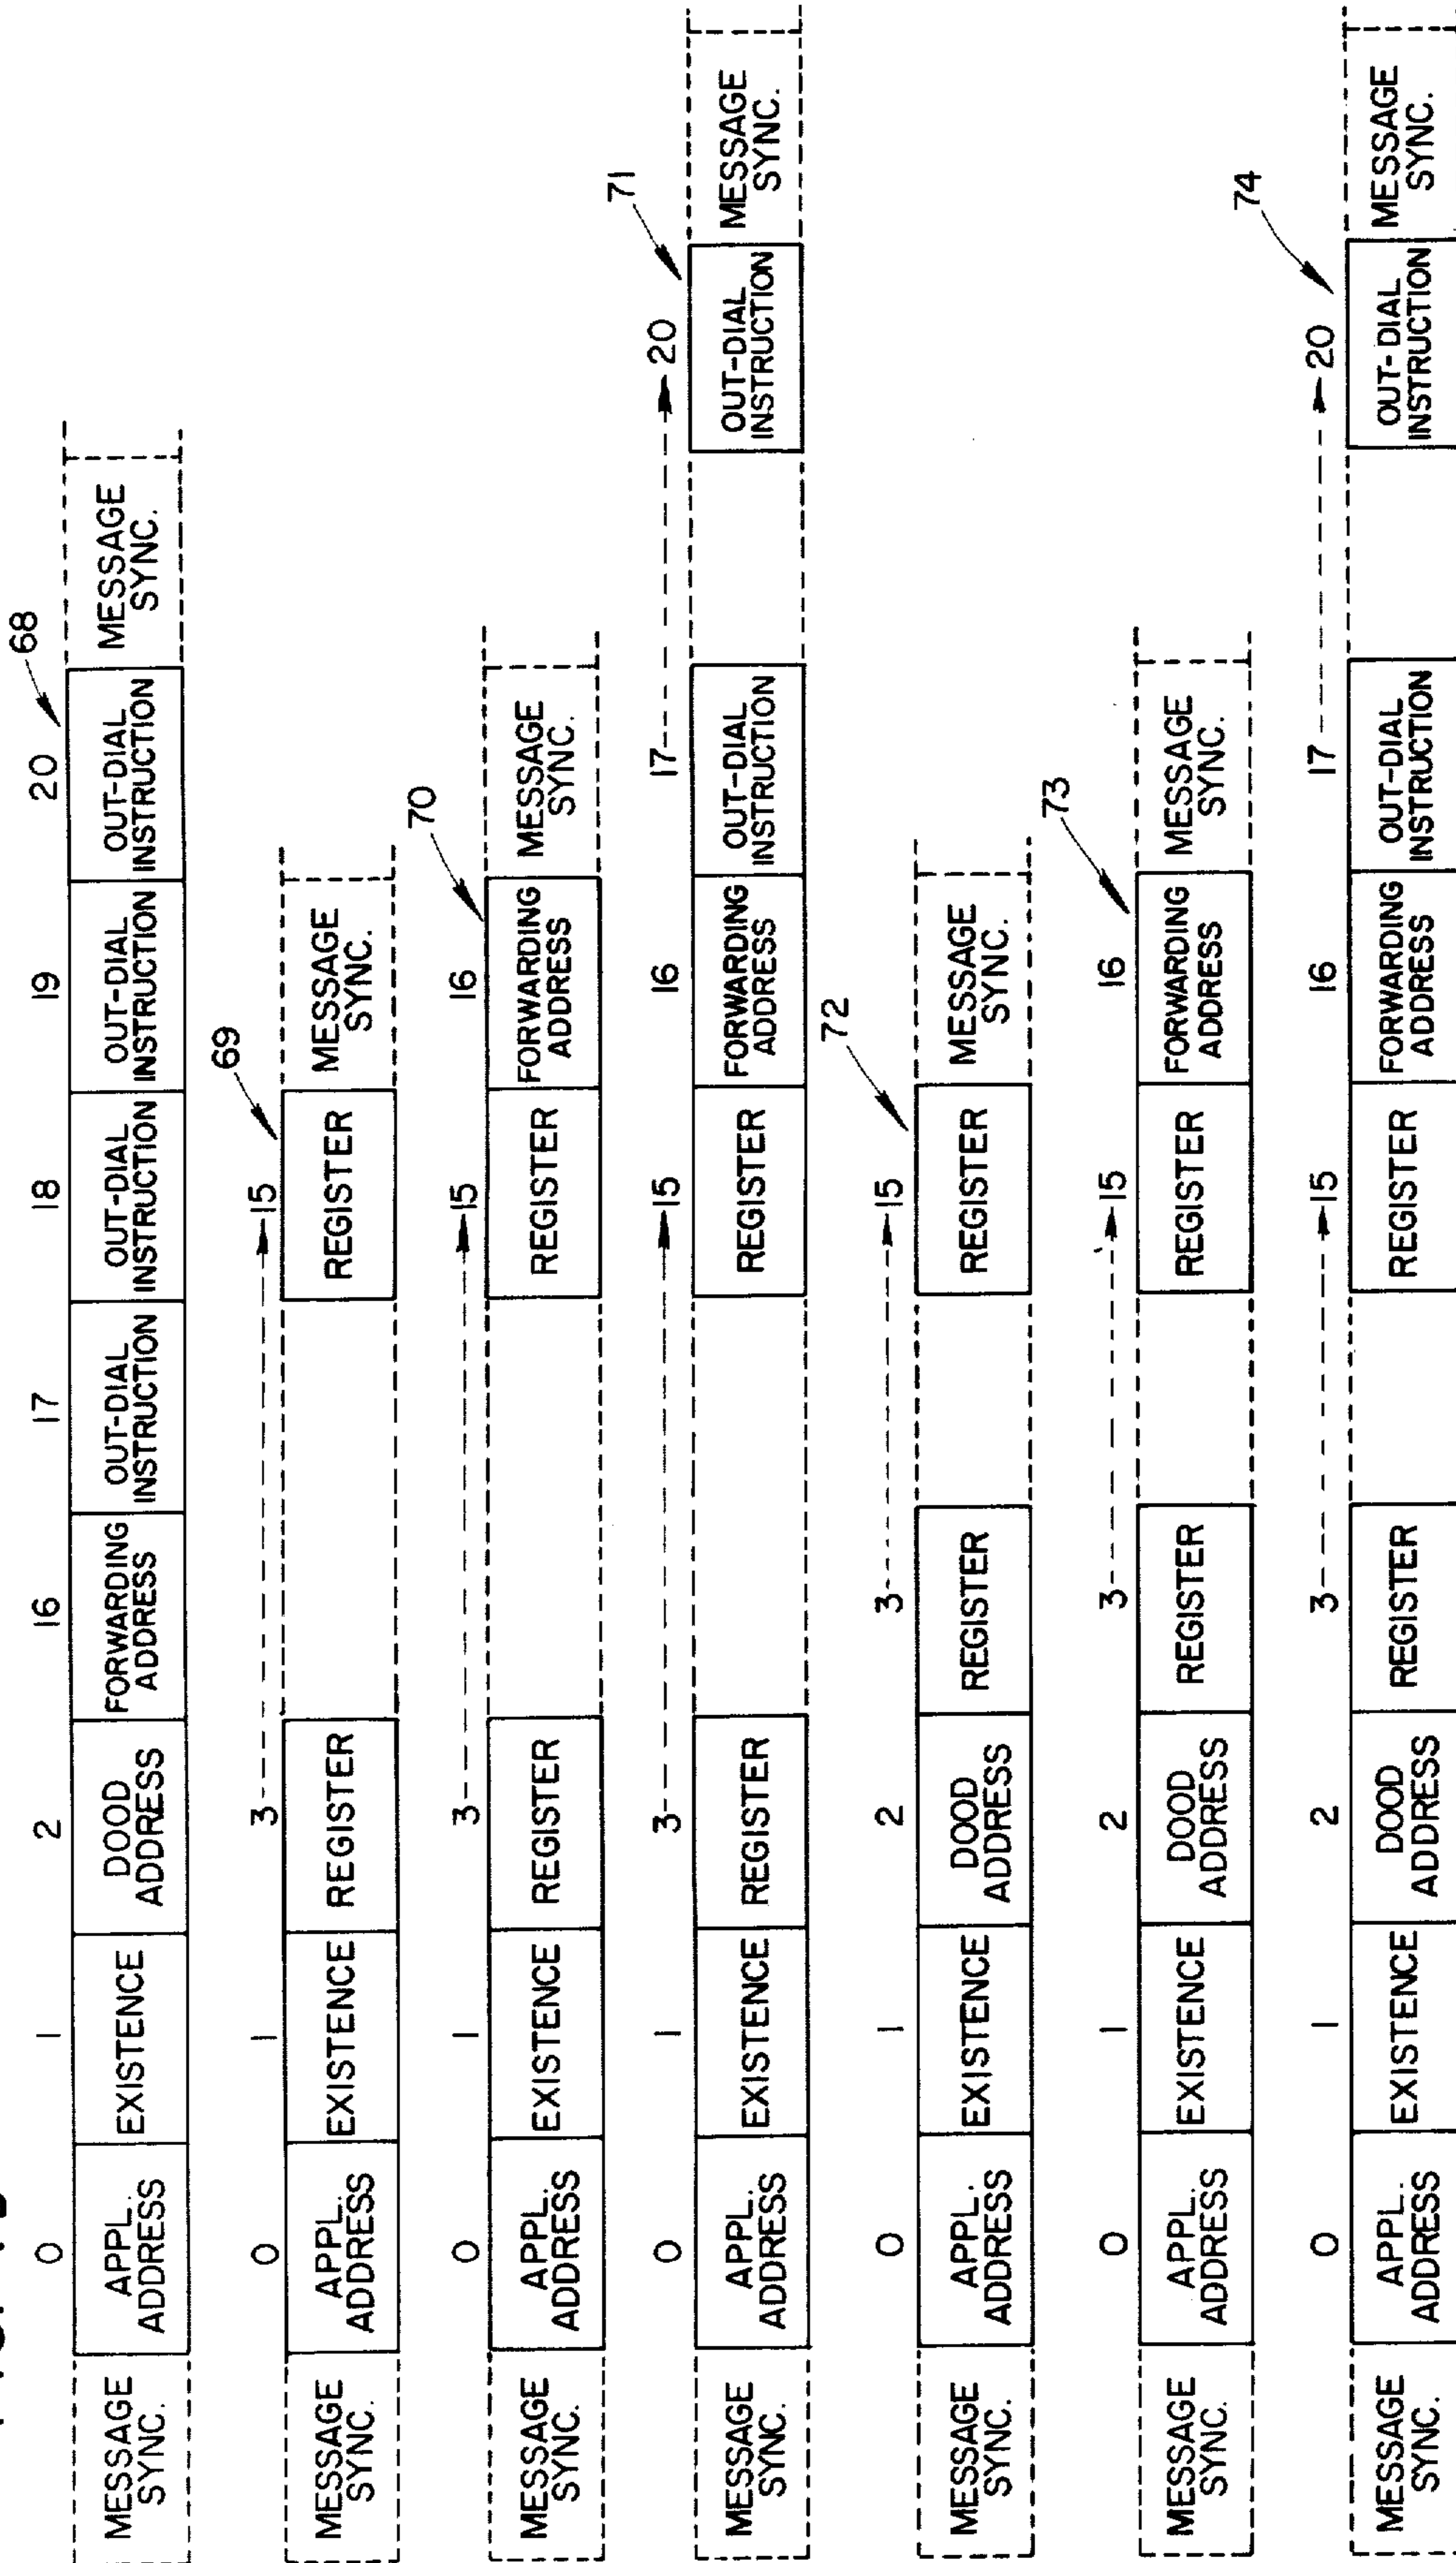 68
0 1 2 16 17 18 19 20
MESSAGE SYNC.
APPL. ADDRESS
EXISTENCE
DOOD ADDRESS
FORWARDING ADDRESS
OUT-DIAL INSTRUCTION
OUT-DIAL INSTRUCTION
OUT-DIAL INSTRUCTION
OUT-DIAL INSTRUCTION
MESSAGE SYNC.
69
0 1 3 15
MESSAGE SYNC.
APPL. ADDRESS
EXISTENCE
REGISTER
REGISTER
MESSAGE SYNC.
70
0 1 3 15 16
MESSAGE SYNC.
APPL. ADDRESS
EXISTENCE
REGISTER
REGISTER
FORWARDING ADDRESS
MESSAGE SYNC.
71
0 1 3 15 16 17 20
MESSAGE SYNC.
APPL. ADDRESS
EXISTENCE
REGISTER
REGISTER
FORWARDING ADDRESS
OUT-DIAL INSTRUCTION
OUT-DIAL INSTRUCTION
MESSAGE SYNC.
72
0 1 2 3 15
MESSAGE SYNC.
APPL. ADDRESS
EXISTENCE
DOOD ADDRESS
REGISTER
REGISTER
MESSAGE SYNC.
73
0 1 2 3 15 16
MESSAGE SYNC.
APPL. ADDRESS
EXISTENCE
DOOD ADDRESS
REGISTER
REGISTER
FORWARDING ADDRESS
MESSAGE SYNC.
74
0 1 2 3 15 16 17 20
MESSAGE SYNC.
APPL. ADDRESS
EXISTENCE
DOOD ADDRESS
REGISTER
REGISTER
FORWARDING ADDRESS
OUT-DIAL INSTRUCTION
OUT-DIAL INSTRUCTION
MESSAGE SYNC.